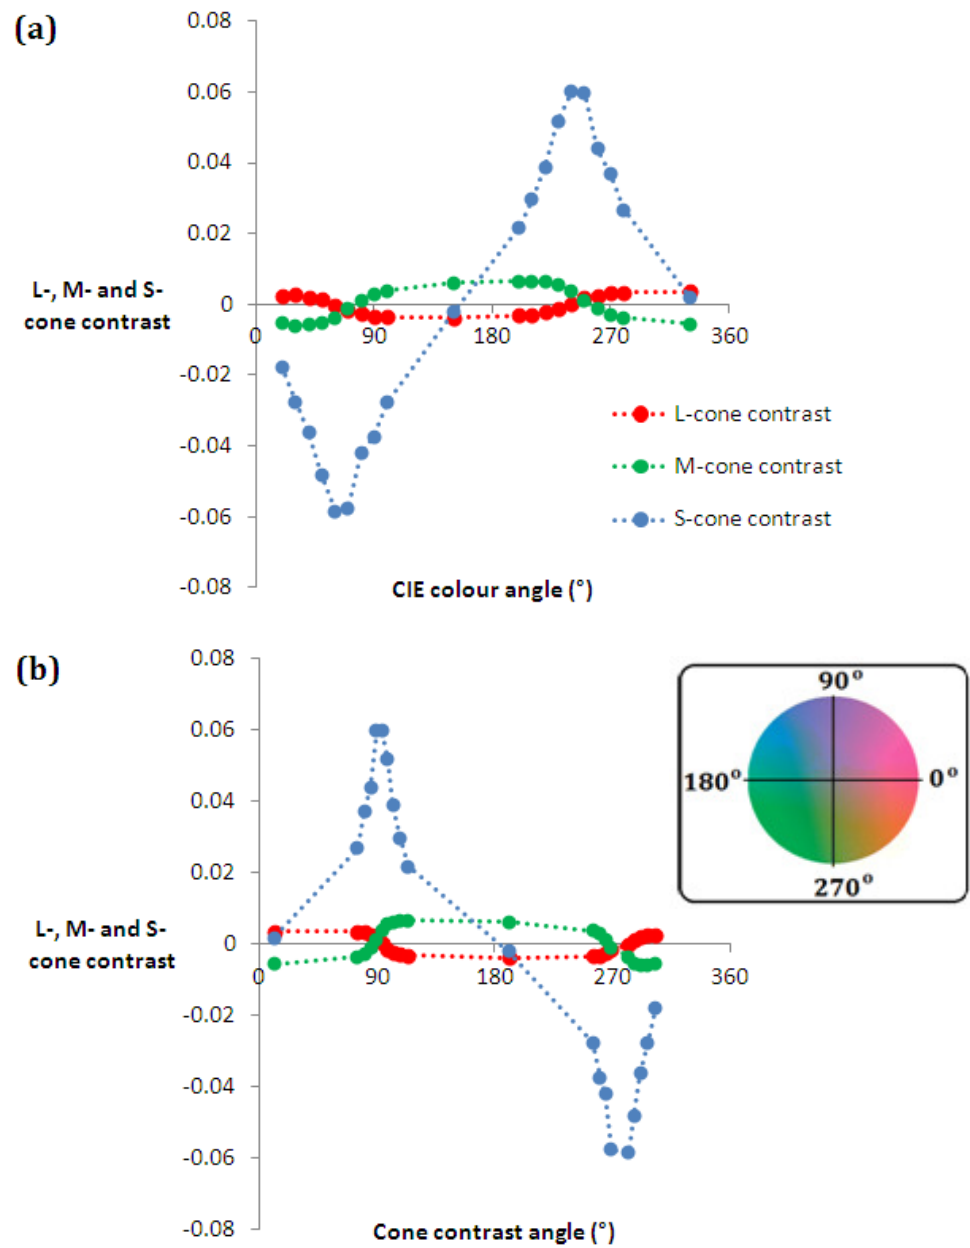 (a)
0.08
0.06
0.04
0.02
0
-0.02
-0.04
-0.06
-0.08
L-, M- and S-
cone contrast
0 90 180 270 360
L-cone contrast
M-cone contrast
S-cone contrast
CIE colour angle (°)
(b)
0.08
0.06
0.04
0.02
0
-0.02
-0.04
-0.06
-0.08
L-, M- and S-
cone contrast
0 90 180 270 360
90°
180° 0°
270°
Cone contrast angle (°)